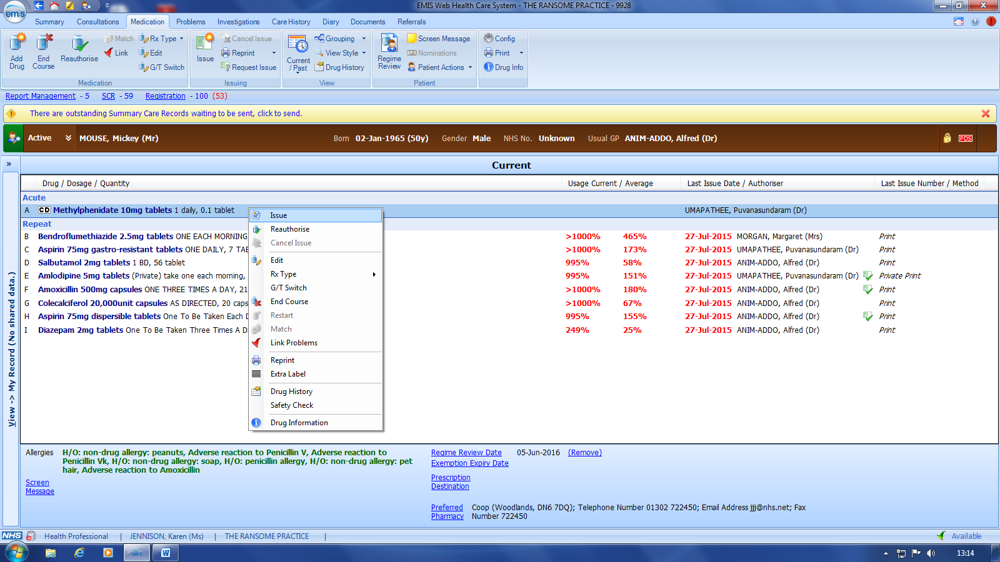 EMIS Web Health Care System - THE RANSOME PRACTICE - 9928
emis
Summary Consultations Medication Problems Investigations Care History Diary Documents Referrals
Add Drug
End Course
Reauthorise
Match
Link
Rx Type
Edit
G/T Switch
Medication
Issue
Cancel Issue
Reprint
Request Issue
Issuing
Current / Past
Grouping
View Style
Drug History
View
Regime Review
Screen Message
EPS Nominations
Patient Actions
Patient
Config
Print
Drug Info
Report Management - 5 SCR - 59 Registration - 100 (53)
There are outstanding Summary Care Records waiting to be sent, click to send.
Active MOUSE, Mickey (Mr) Born 02-Jan-1965 (50y) Gender Male NHS No. Unknown Usual GP ANIM-ADDO, Alfred (Dr) PDS
»
View -> My Record (No shared data.)
Current
Drug / Dosage / Quantity Usage Current / Average Last Issue Date / Authoriser Last Issue Number / Method
Acute
A CD Methylphenidate 10mg tablets 1 daily, 0.1 tablet UMAPATHEE, Puvanasundaram (Dr)
Repeat
B Bendroflumethiazide 2.5mg tablets ONE EACH MORNING, >1000% 465% 27-Jul-2015 MORGAN, Margaret (Mrs) Print
C Aspirin 75mg gastro-resistant tablets ONE DAILY, 7 TAB >1000% 173% 27-Jul-2015 UMAPATHEE, Puvanasundaram (Dr) Print
D Salbutamol 2mg tablets 1 BD, 56 tablet 995% 58% 27-Jul-2015 ANIM-ADDO, Alfred (Dr) Print
E Amlodipine 5mg tablets (Private) take one each morning, 995% 151% 27-Jul-2015 UMAPATHEE, Puvanasundaram (Dr) Private Print
F Amoxicillin 500mg capsules ONE THREE TIMES A DAY, 21 >1000% 180% 27-Jul-2015 ANIM-ADDO, Alfred (Dr) Print
G Colecalciferol 20,000unit capsules AS DIRECTED, 20 caps >1000% 67% 27-Jul-2015 ANIM-ADDO, Alfred (Dr) Print
H Aspirin 75mg dispersible tablets One To Be Taken Each D 995% 155% 27-Jul-2015 ANIM-ADDO, Alfred (Dr) Print
I Diazepam 2mg tablets One To Be Taken Three Times A D 249% 25% 27-Jul-2015 ANIM-ADDO, Alfred (Dr) Print
Issue
Reauthorise
Cancel Issue
Edit
Rx Type
G/T Switch
End Course
Restart
Match
Link Problems
Reprint
Extra Label
Drug History
Safety Check
Drug Information
Allergies H/O: non-drug allergy: peanuts, Adverse reaction to Penicillin V, Adverse reaction to
Penicillin Vk, H/O: non-drug allergy: soap, H/O: penicillin allergy, H/O: non-drug allergy: pet
hair, Adverse reaction to Amoxicillin
Screen
Message
Regime Review Date 05-Jun-2016 (Remove)
Exemption Expiry Date
Prescription
Destination
Preferred Coop (Woodlands, DN6 7DQ); Telephone Number 01302 722450; Email Address jjj@nhs.net; Fax
Pharmacy Number 722450
NHS Health Professional | JENNISON, Karen (Ms) | THE RANSOME PRACTICE | Available
emis W 13:14